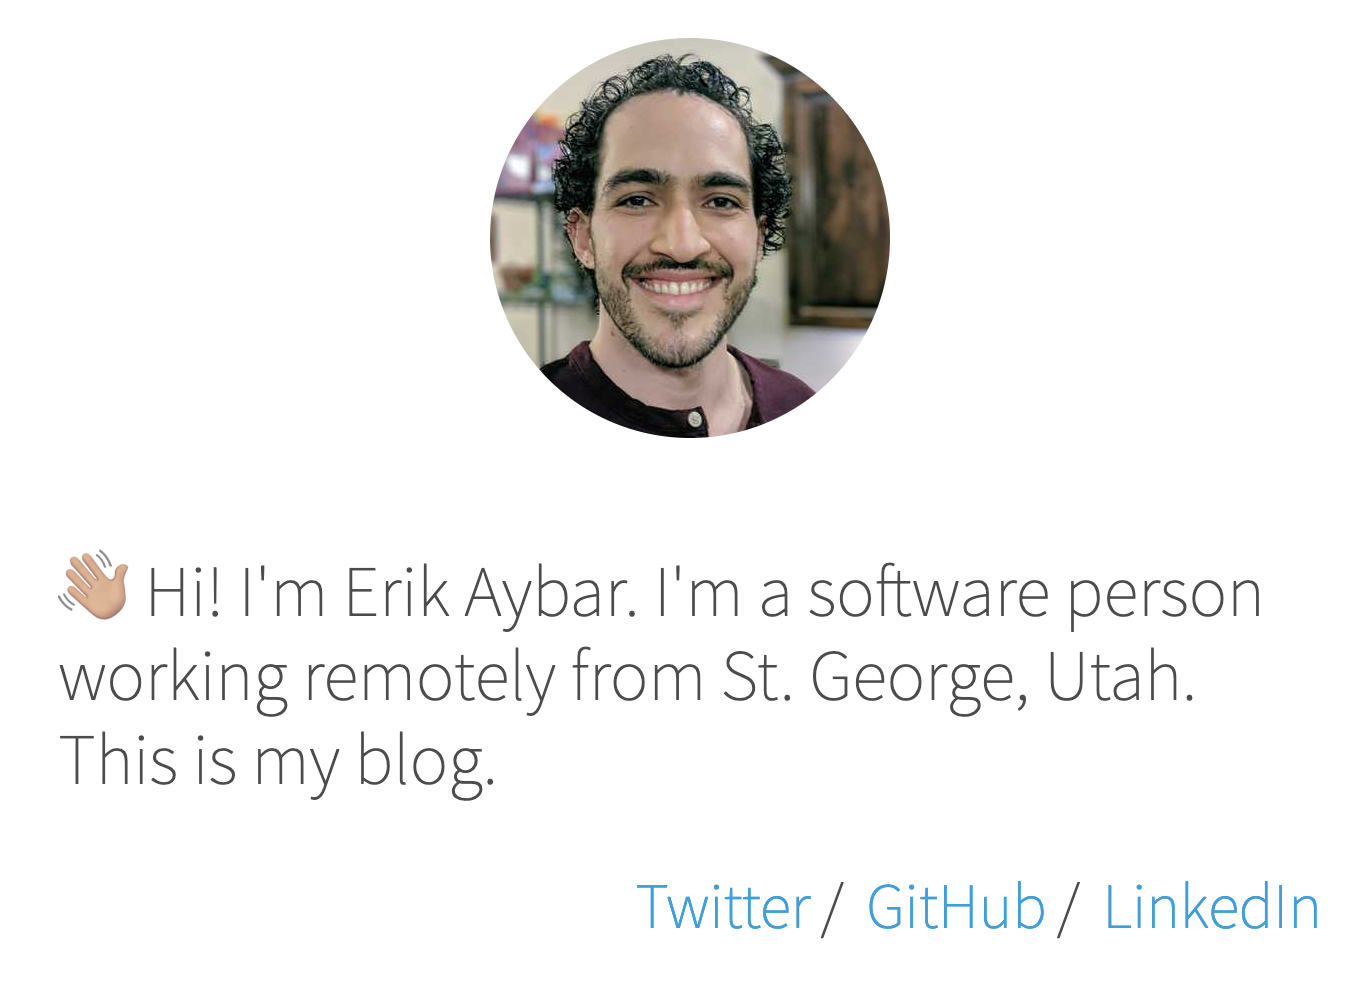 👋🏼 Hi! I'm Erik Aybar. I'm a software person
working remotely from St. George, Utah.
This is my blog.
Twitter / GitHub / LinkedIn